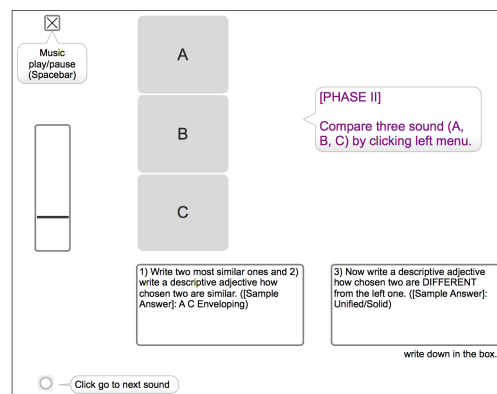 Music
play/pause
(Spacebar)
A
B
C
[PHASE II]
Compare three sound (A,
B, C) by clicking left menu.
1) Write two most similar ones and 2)
write a descriptive adjective how
chosen two are similar. ([Sample
Answer]: A C Enveloping)
3) Now write a descriptive adjective
how chosen two are DIFFERENT
from the left one. ([Sample Answer]:
Unified/Solid)
write down in the box.
Click go to next sound